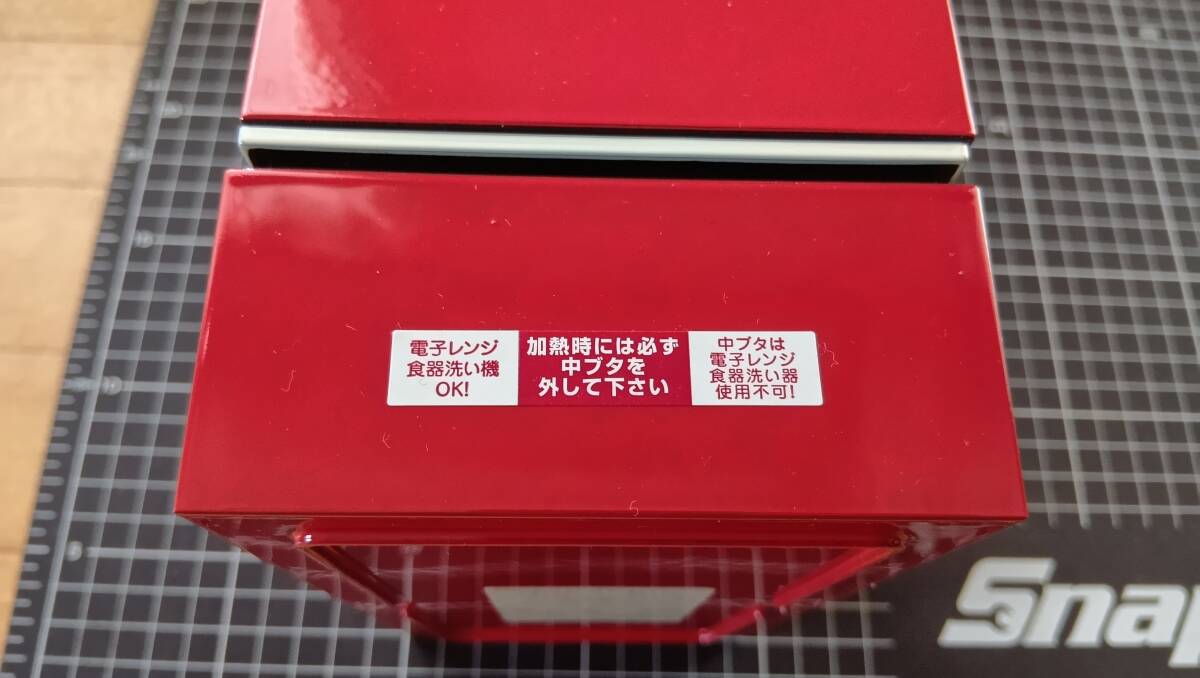 電子レンジ
食器洗い機
OK!
加熱時には必ず
中ブタを
外して下さい
中ブタは
電子レンジ
食器洗い器
使用不可!
Snap